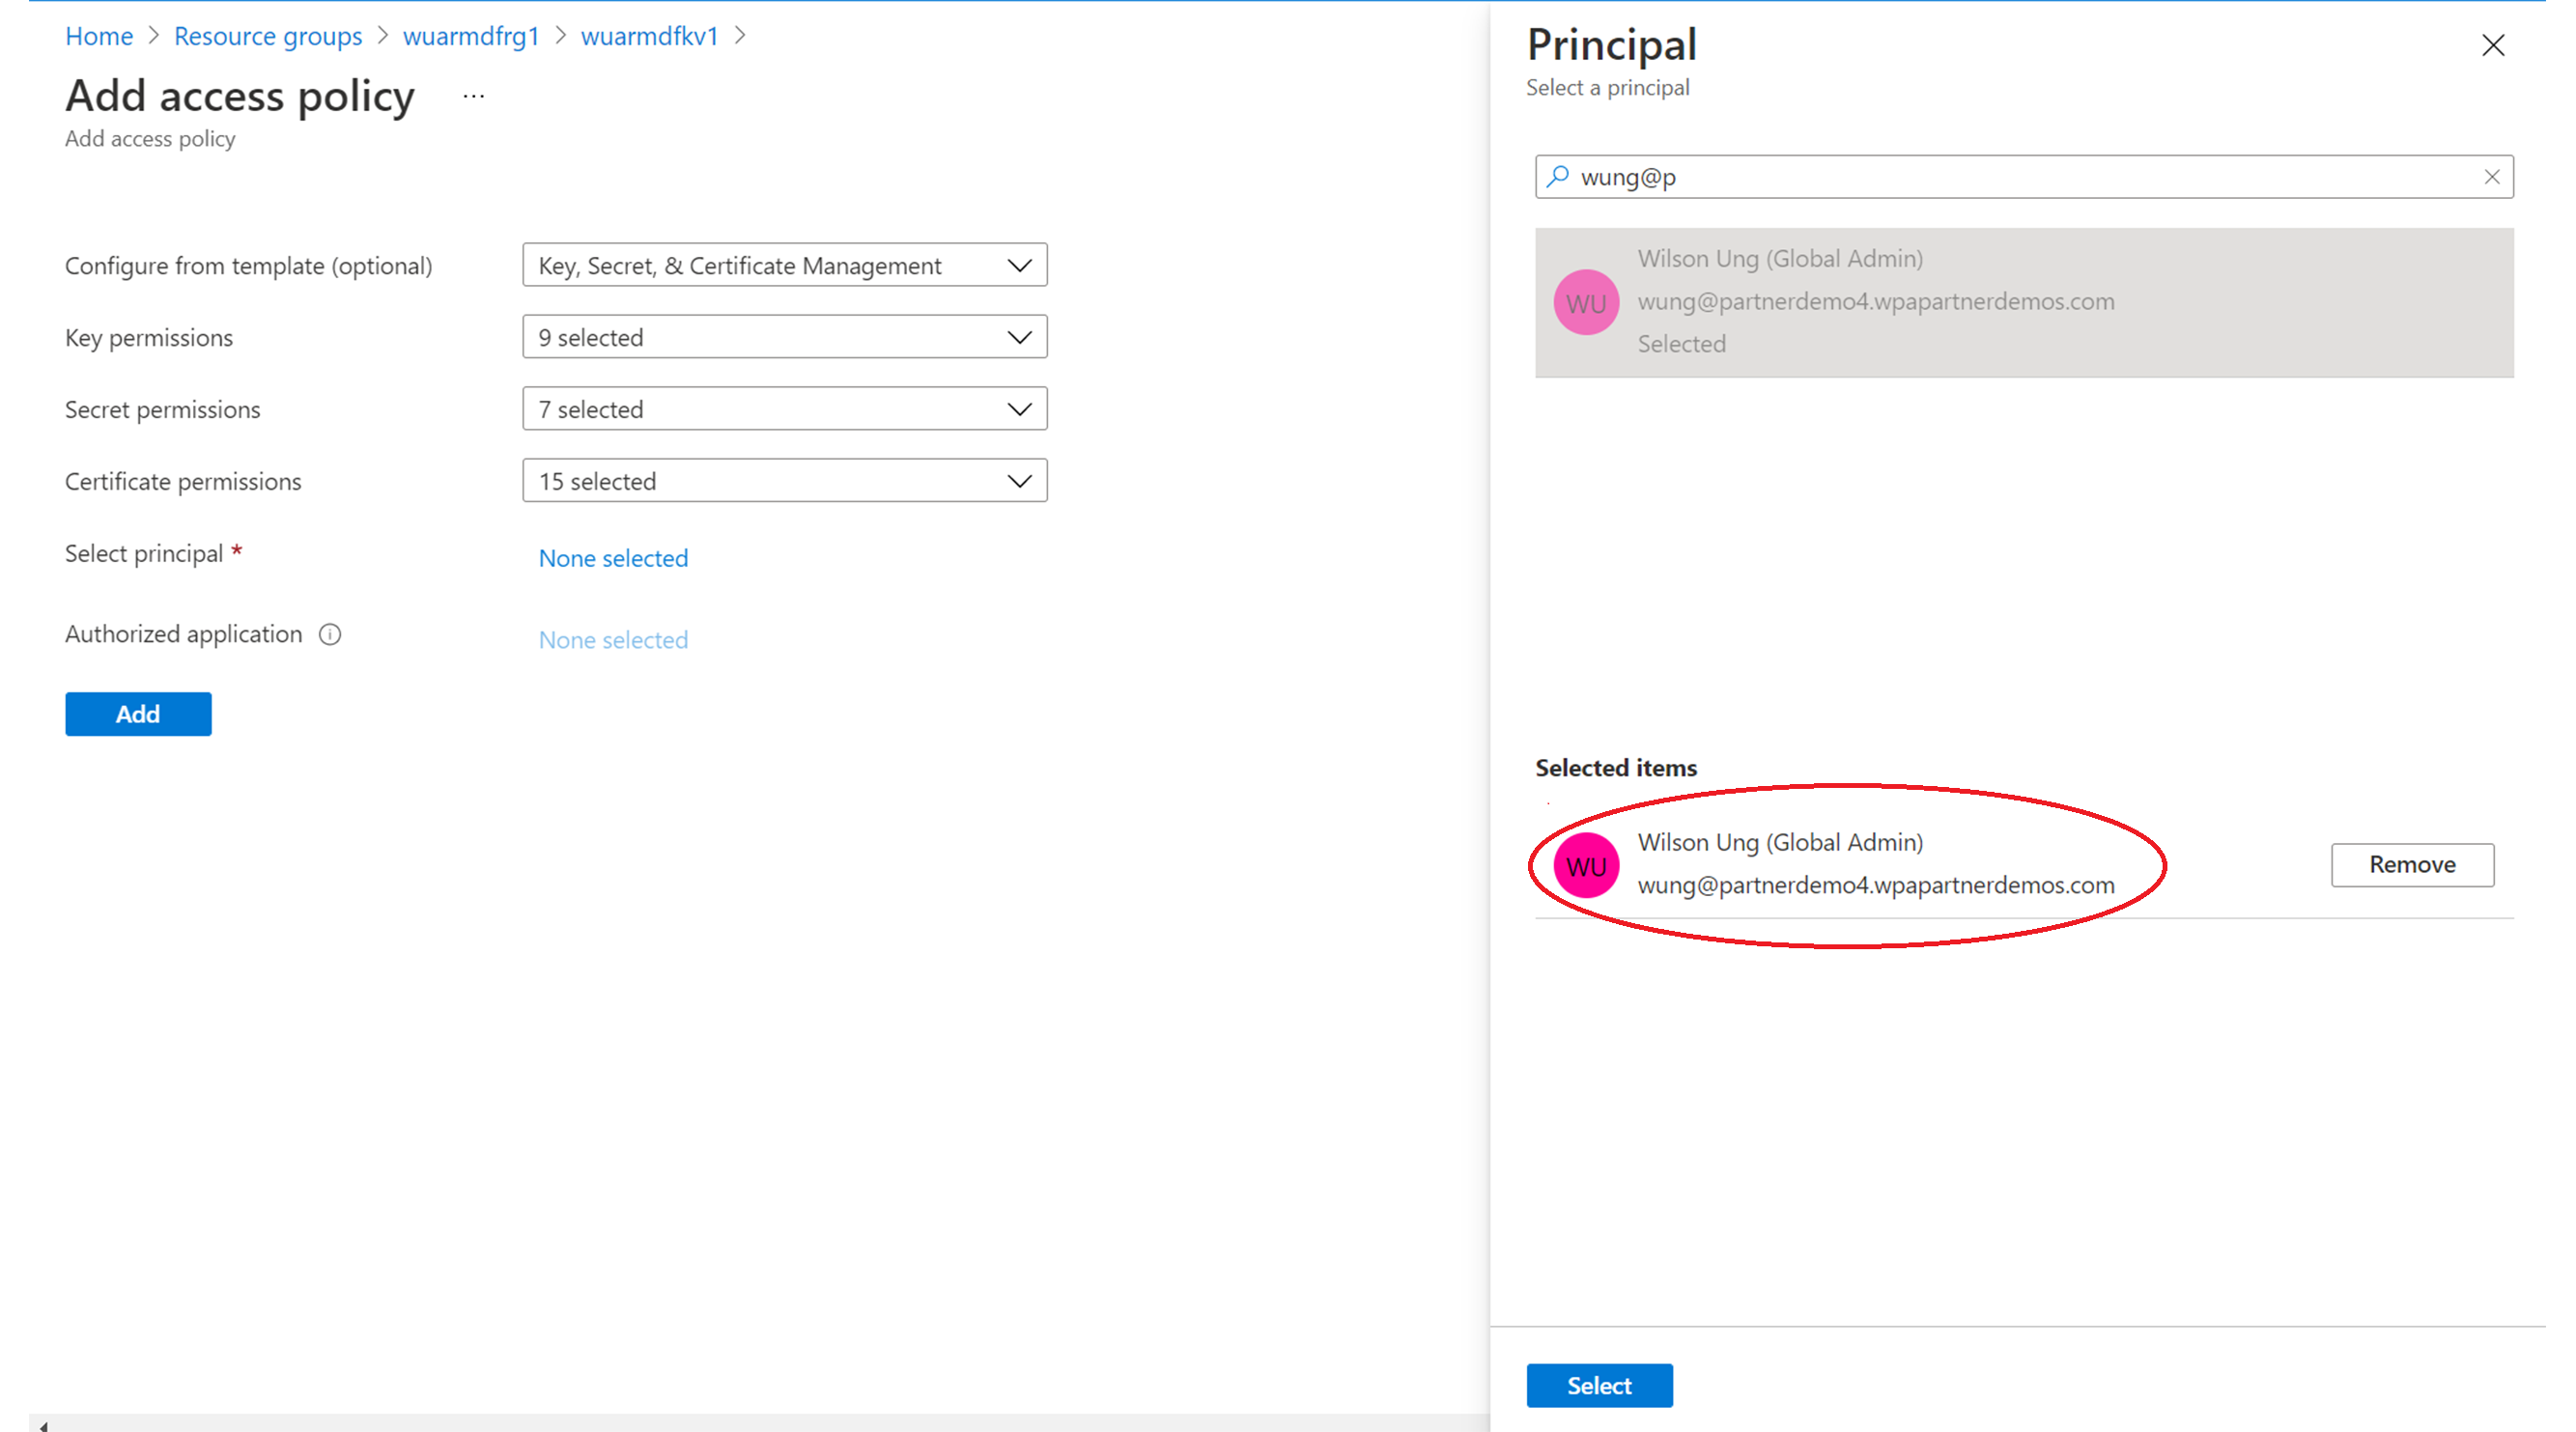 Home > Resource groups > wuarmdfrg1 > wuarmdfkv1 >
Add access policy ...
Add access policy
Configure from template (optional) Key, Secret, & Certificate Management
Key permissions 9 selected
Secret permissions 7 selected
Certificate permissions 15 selected
Select principal * None selected
Authorized application None selected
Add
Principal
Select a principal
wung@p
WU
Wilson Ung (Global Admin)
wung@partnerdemo4.wpapartnerdemos.com
Selected
Selected items
WU
Wilson Ung (Global Admin)
wung@partnerdemo4.wpapartnerdemos.com
Remove
Select